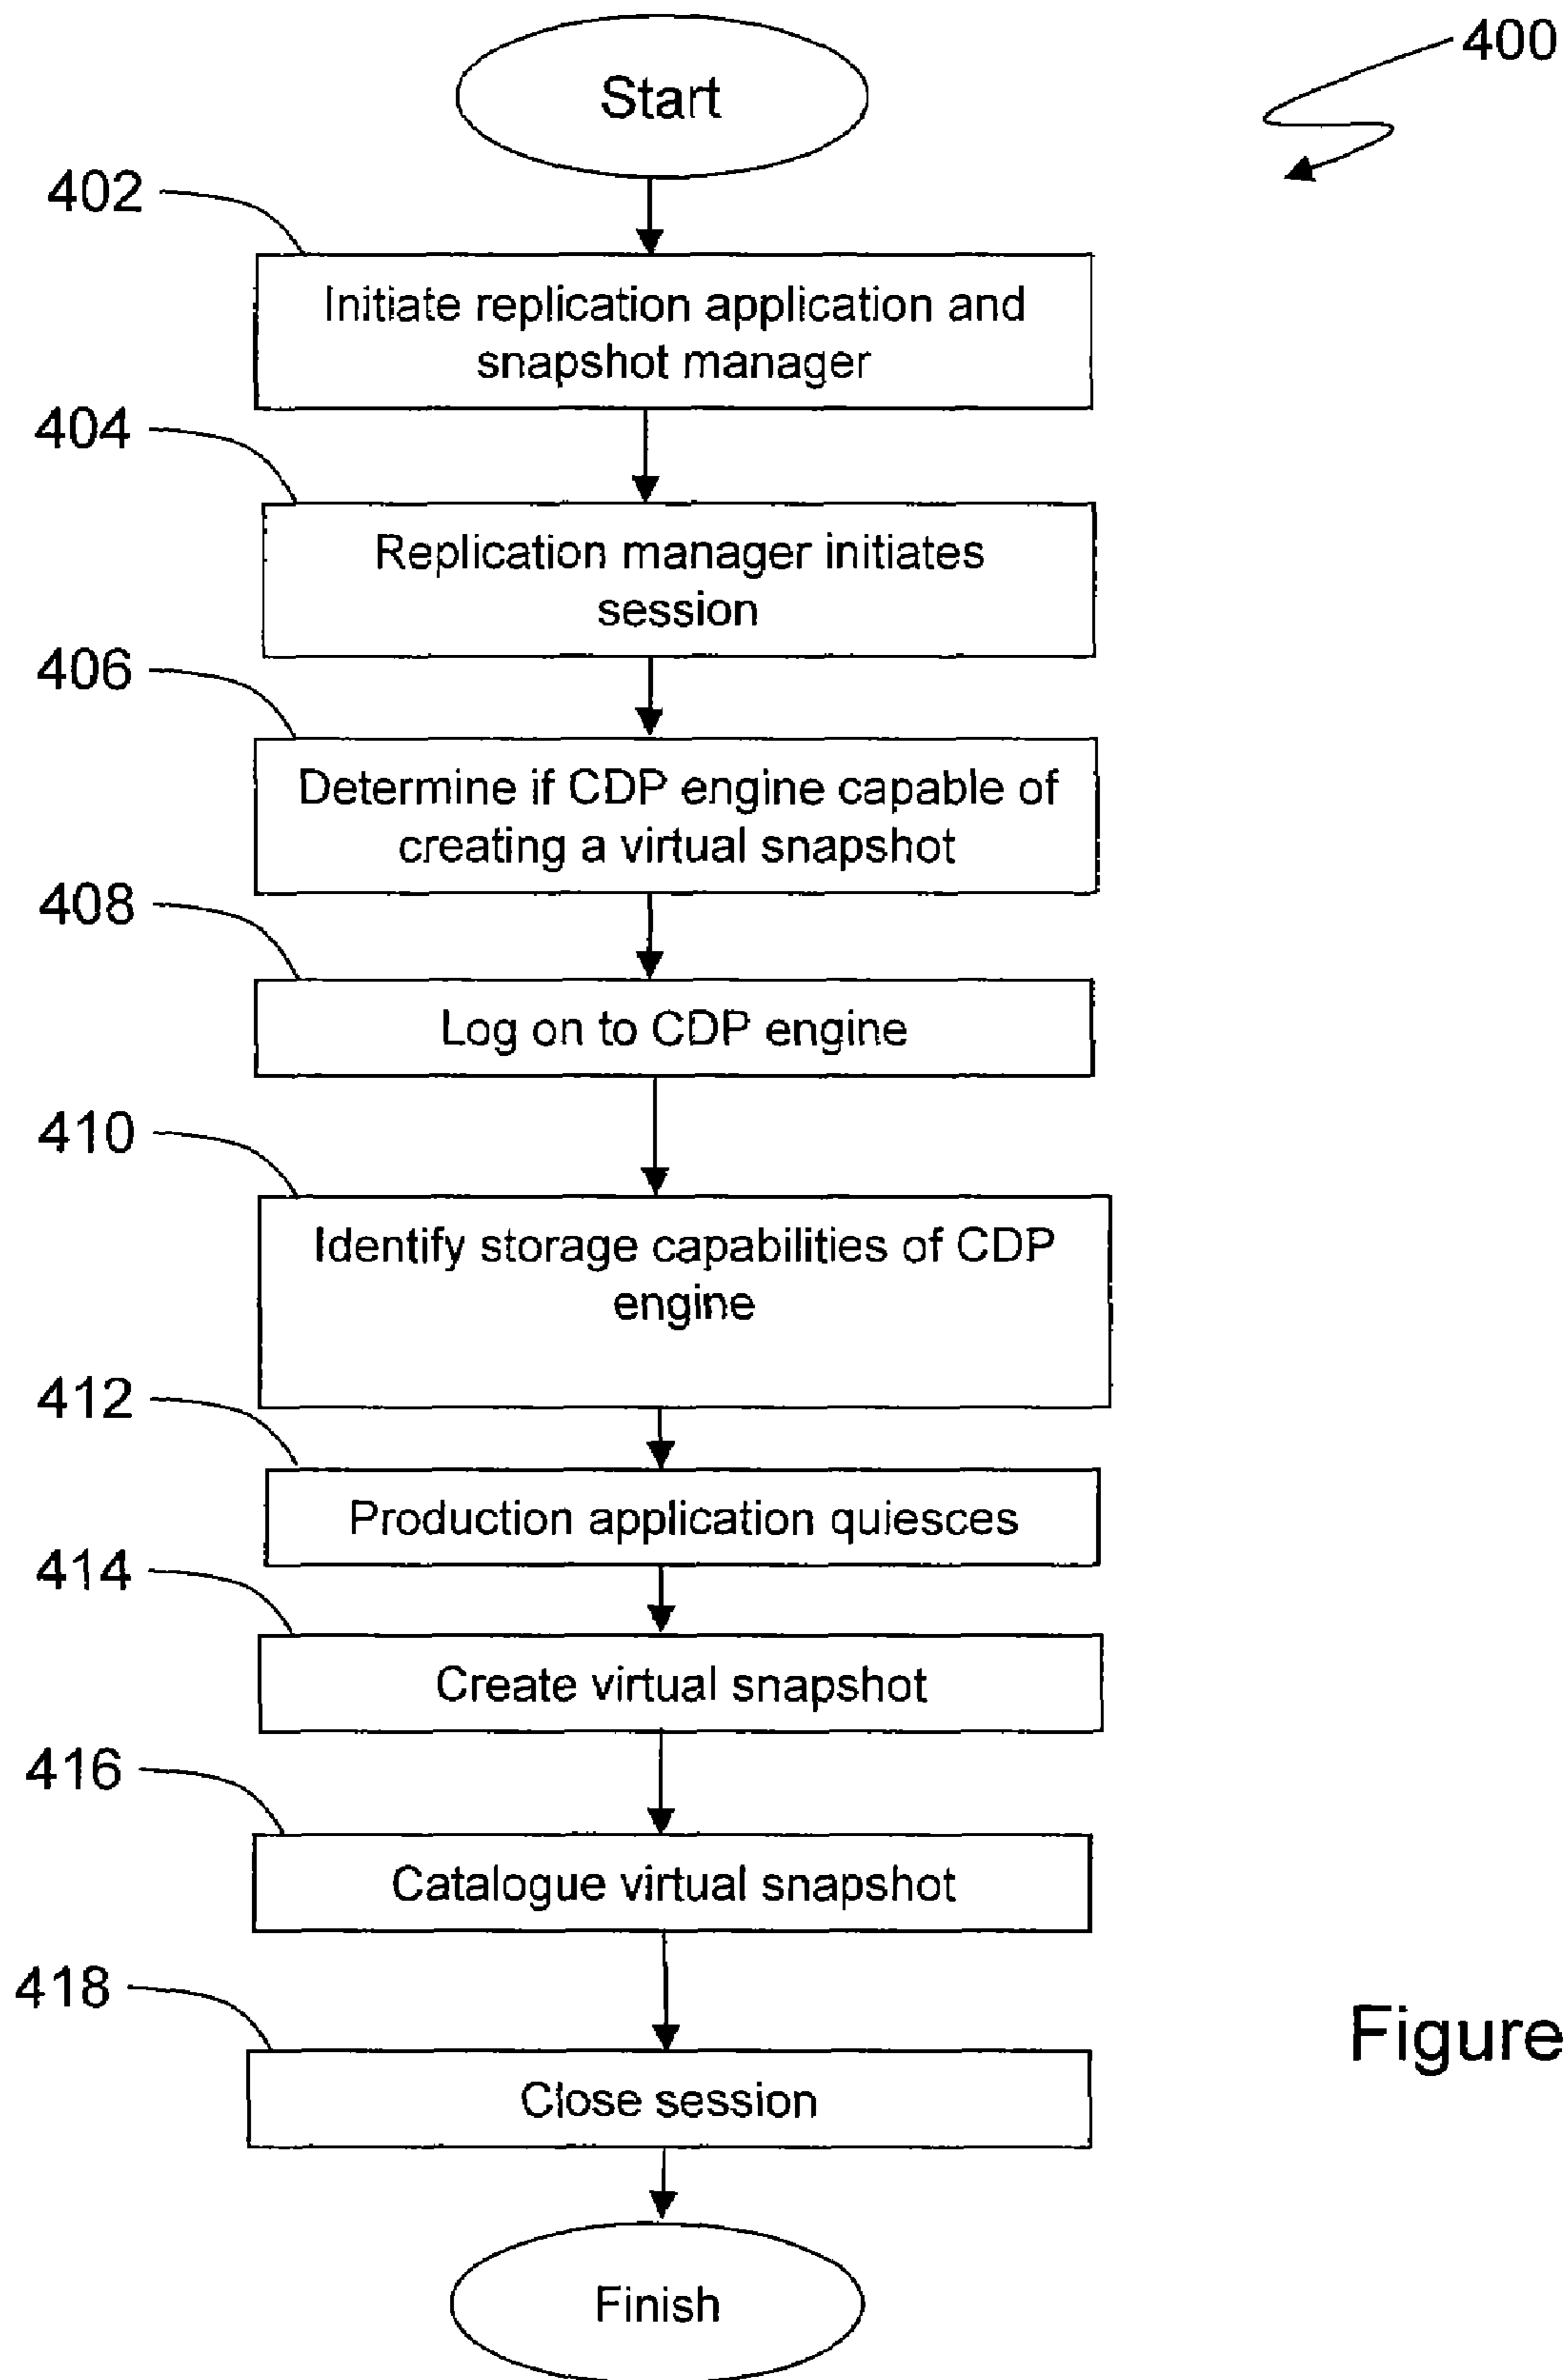 Start
400
402
Initiate replication application and
snapshot manager
404
Replication manager initiates
session
406
Determine if CDP engine capable of
creating a virtual snapshot
408
Log on to CDP engine
410
Identify storage capabilities of CDP
engine
412
Production application quiesces
414
Create virtual snapshot
416
Catalogue virtual snapshot
418
Close session
Figure
Finish